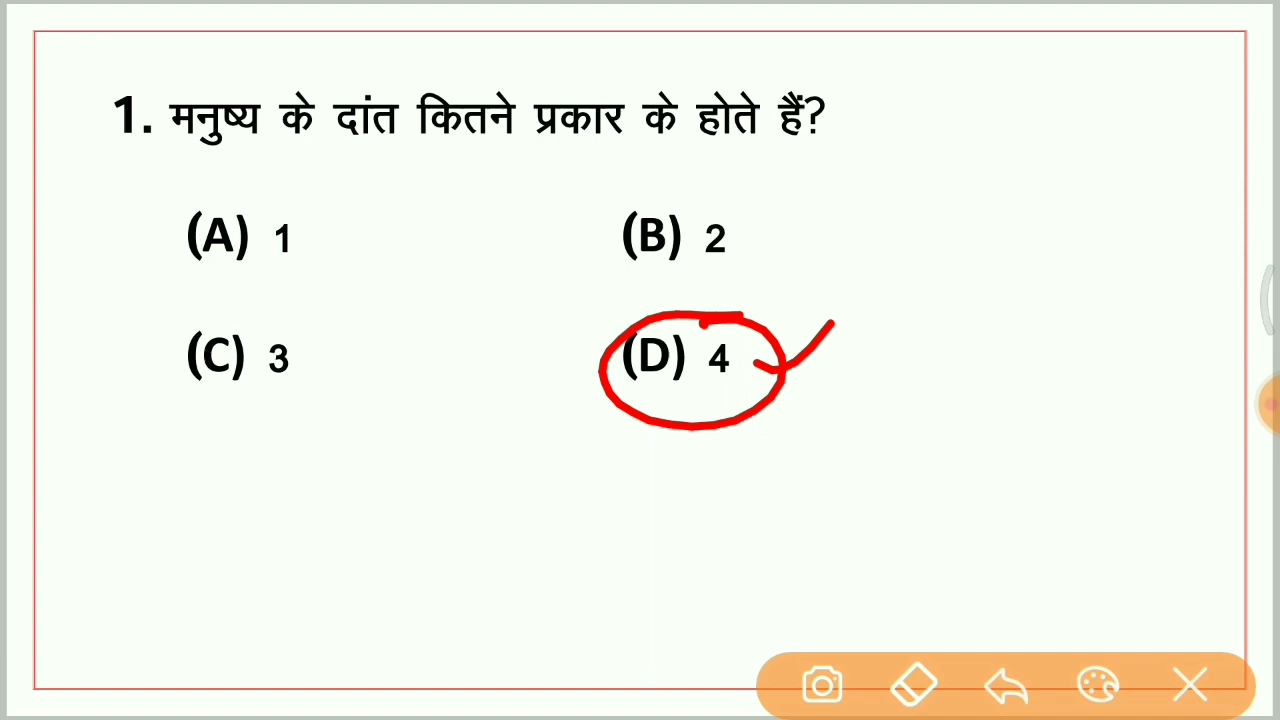 1. मनुष्य के दांत कितने प्रकार के होते हैं?
(A) 1 (B) 2
(C) 3 (D) 4